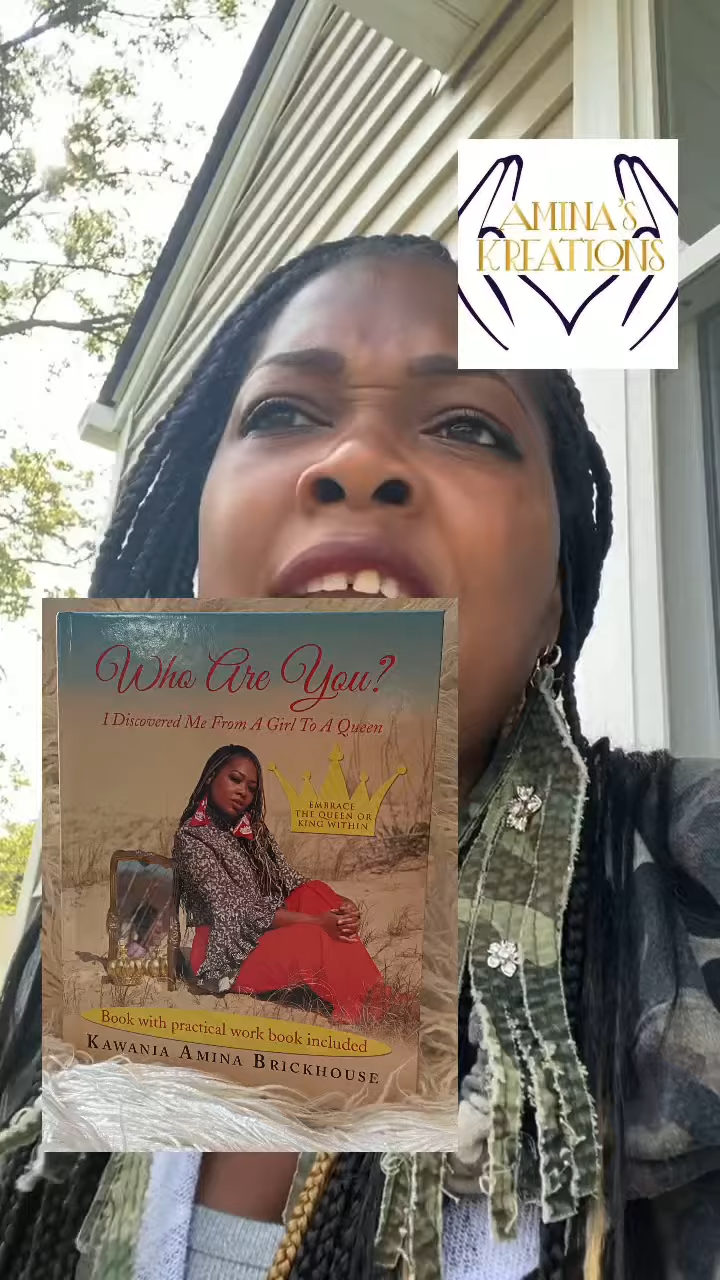 AMINA'S
KREATIONS
Who Are You?
I Discovered Me From A Girl To A Queen
EMBRACE
THE QUEEN OR
KING WITHIN
Book with practical work book included
KAWANIA AMINA BRICKHOUSE